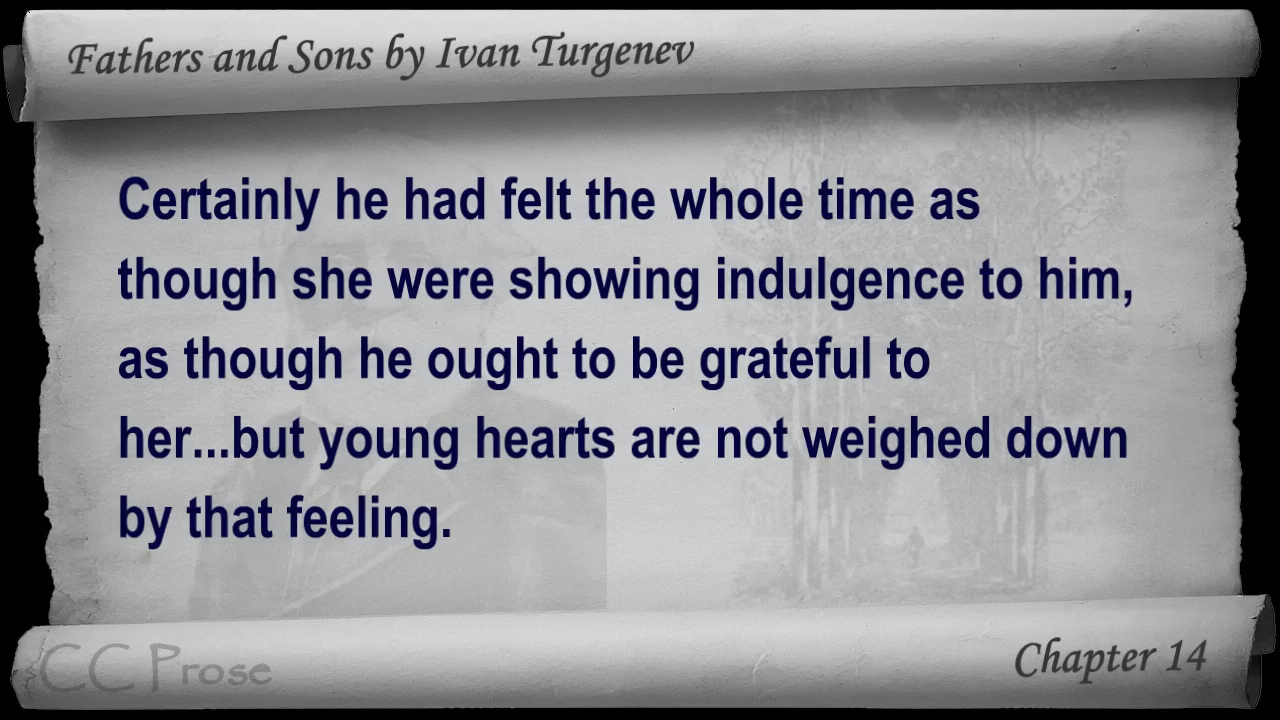 Fathers and Sons by Ivan Turgenev
Certainly he had felt the whole time as
though she were showing indulgence to him,
as though he ought to be grateful to
her...but young hearts are not weighed down
by that feeling.
CC Prose
Chapter 14